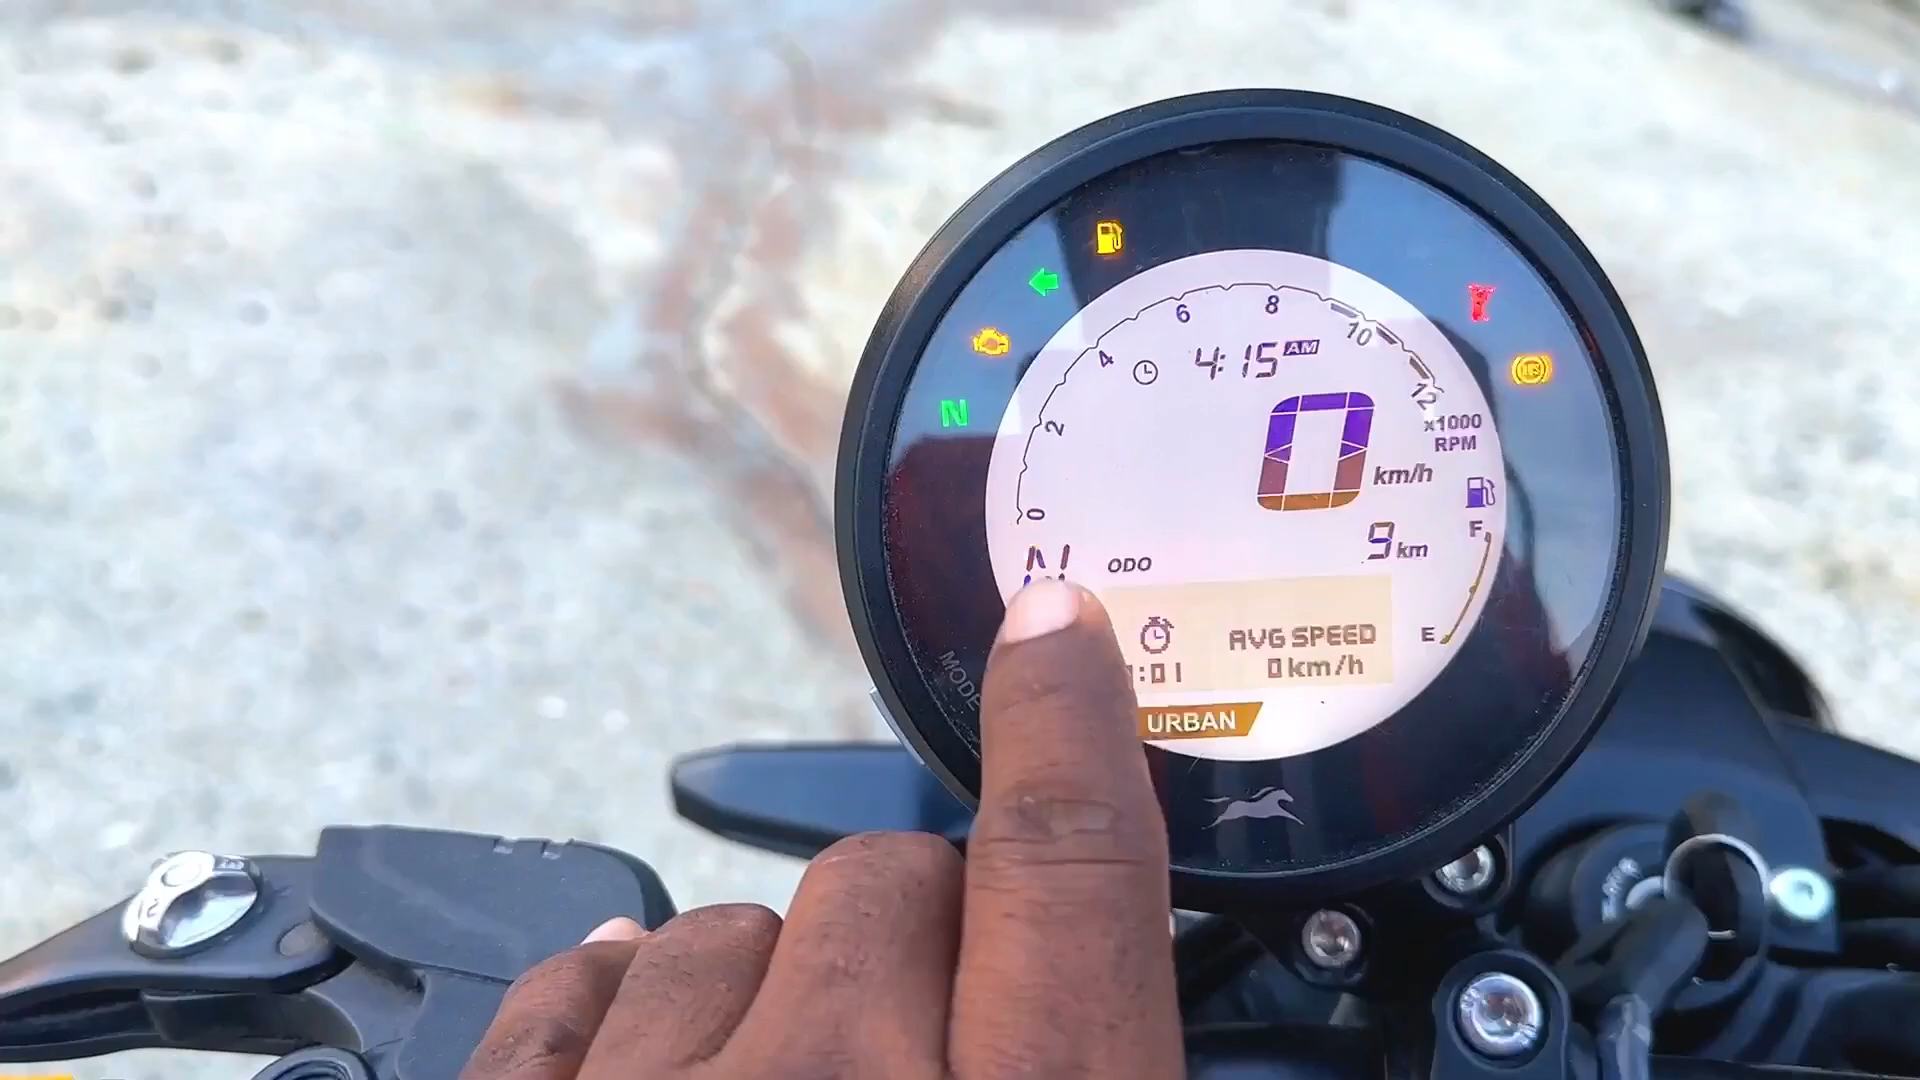 6
8
10
4
4:15 AM
12
N
2
x1000
RPM
km/h
0
0
F
9 km
N
ODO
AVG SPEED
E
:01
0 km/h
MODE
URBAN